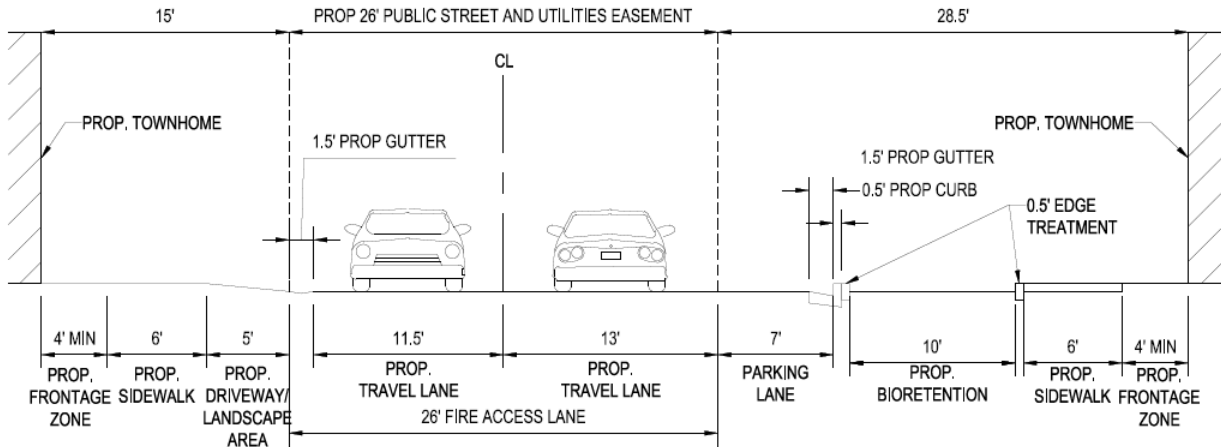 15'
PROP 26' PUBLIC STREET AND UTILITIES EASEMENT
28.5'
CL
PROP. TOWNHOME
1.5' PROP GUTTER
PROP. TOWNHOME
1.5' PROP GUTTER
0.5' PROP CURB
0.5' EDGE
TREATMENT
4' MIN
PROP.
FRONTAGE
ZONE
6'
PROP.
SIDEWALK
5'
PROP.
DRIVEWAY/
LANDSCAPE
AREA
11.5'
PROP.
TRAVEL LANE
13'
PROP.
TRAVEL LANE
26' FIRE ACCESS LANE
7'
PARKING
LANE
10'
PROP.
BIORETENTION
6'
PROP.
SIDEWALK
4' MIN
PROP.
FRONTAGE
ZONE